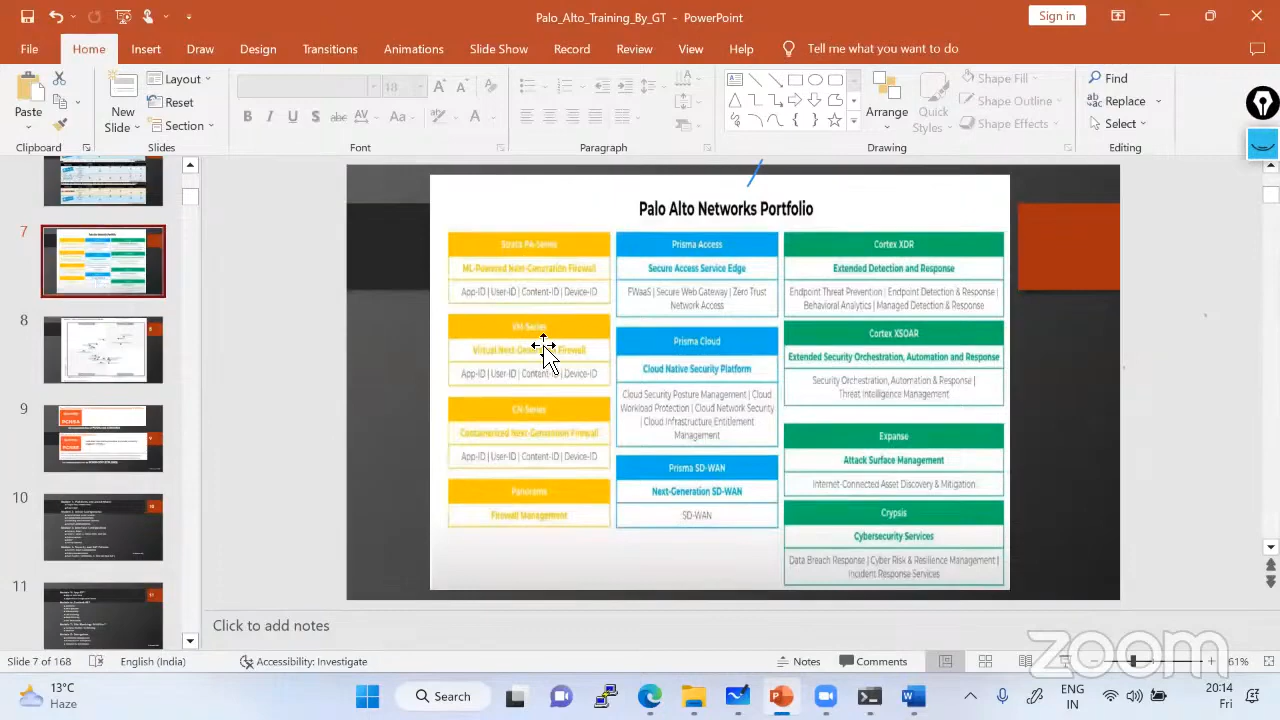 Palo_Alto_Training_By_GT - PowerPoint
Sign in
File Home Insert Draw Design Transitions Animations Slide Show Record Review View Help Tell me what you want to do
Paste
Clipboard
New Slide
Layout
Reset
Section
Slides
B I U S AV Aa A
Font
Paragraph
Arrange
Quick Styles
Shape Fill
Shape Outline
Shape Effects
Drawing
Find
Replace
Select
Editing
7
8
9
10
11
Palo Alto Networks Portfolio
Strata PA-Series
ML-Powered Next-Generation Firewall
App-ID | User-ID | Content-ID | Device-ID
VM-Series
Virtual Next-Generation Firewall
App-ID | User-ID | Content-ID | Device-ID
CN-Series
Containerized Next-Generation Firewall
App-ID | User-ID | Content-ID | Device-ID
Panorama
Firewall Management
Prisma Access
Secure Access Service Edge
FWaaS | Secure Web Gateway | Zero Trust
Network Access
Prisma Cloud
Cloud Native Security Platform
Cloud Security Posture Management | Cloud
Workload Protection | Cloud Network Security
| Cloud Infrastructure Entitlement
Management
Prisma SD-WAN
Next-Generation SD-WAN
SD-WAN
Cortex XDR
Extended Detection and Response
Endpoint Threat Prevention | Endpoint Detection & Response |
Behavioral Analytics | Managed Detection & Response
Cortex XSOAR
Extended Security Orchestration, Automation and Response
Security Orchestration, Automation & Response |
Threat Intelligence Management
Expanse
Attack Surface Management
Internet-Connected Asset Discovery & Mitigation
Crypsis
Cybersecurity Services
Data Breach Response | Cyber Risk & Resilience Management |
Incident Response Services
Click to add notes
zoom
Slide 7 of 168 English (India) Accessibility: Investigate Notes Comments 61%
13°C
Haze
Search
ENG
IN
20:14
Fri